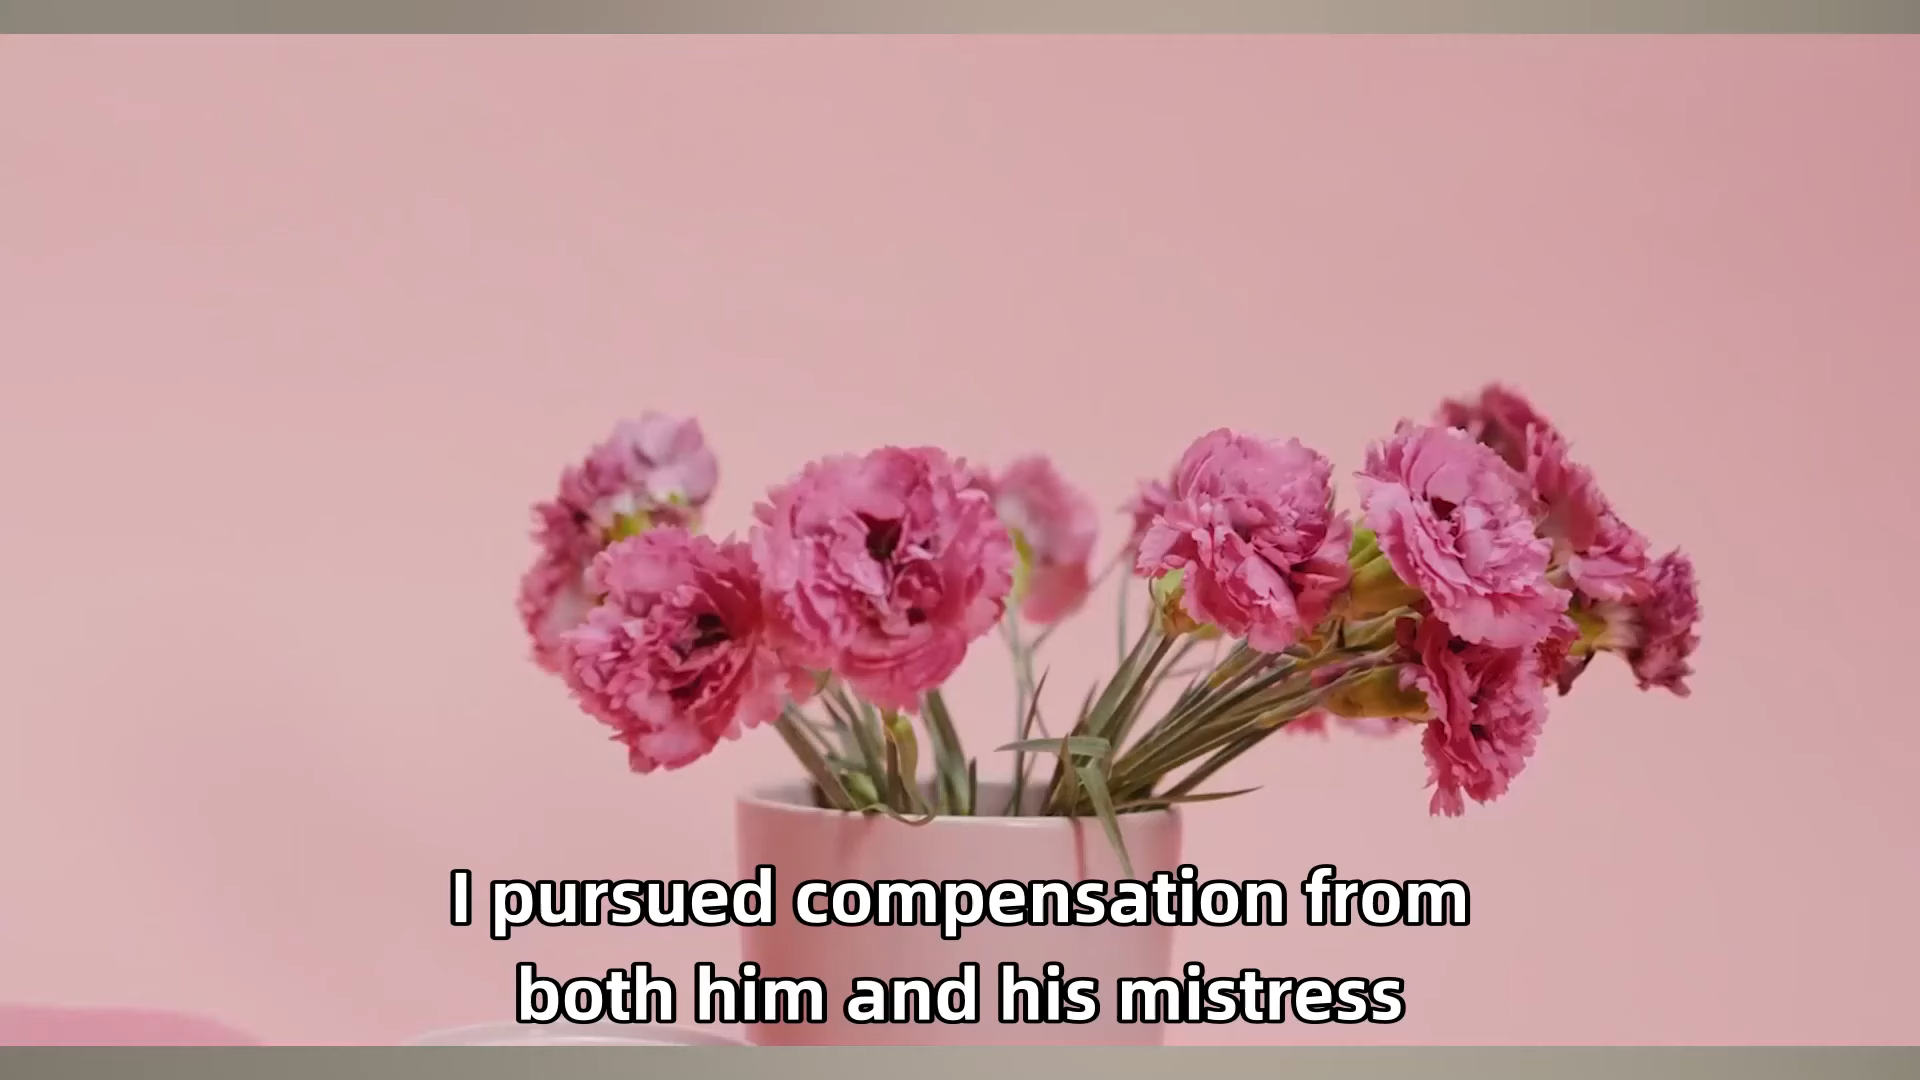 I pursued compensation from
both him and his mistress